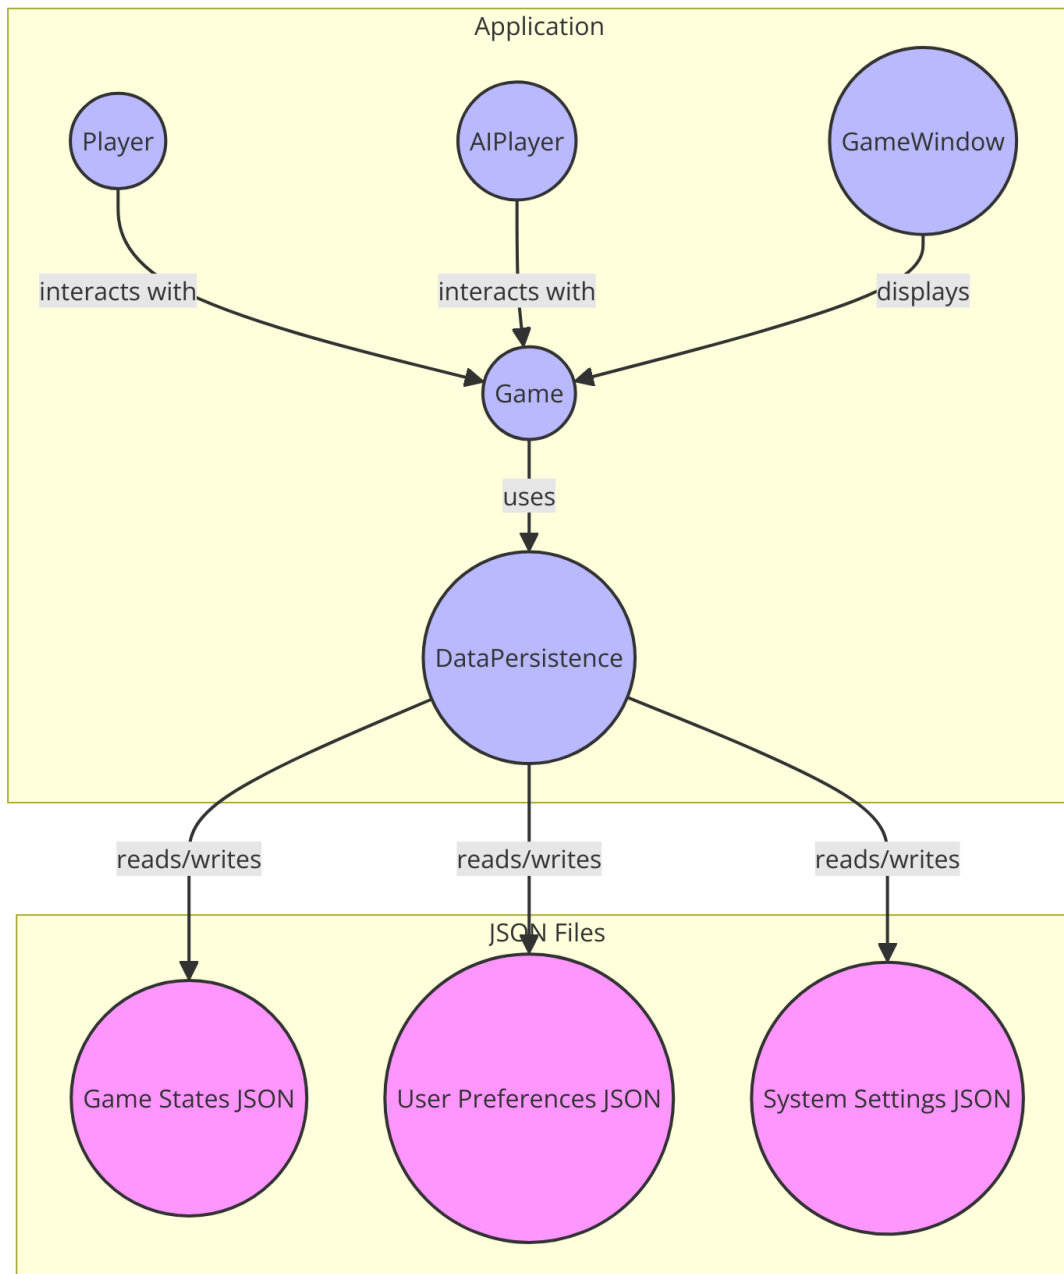 Application
Player
AIPlayer
GameWindow
interacts with
interacts with
displays
Game
uses
DataPersistence
reads/writes
reads/writes
reads/writes
JSON Files
Game States JSON
User Preferences JSON
System Settings JSON